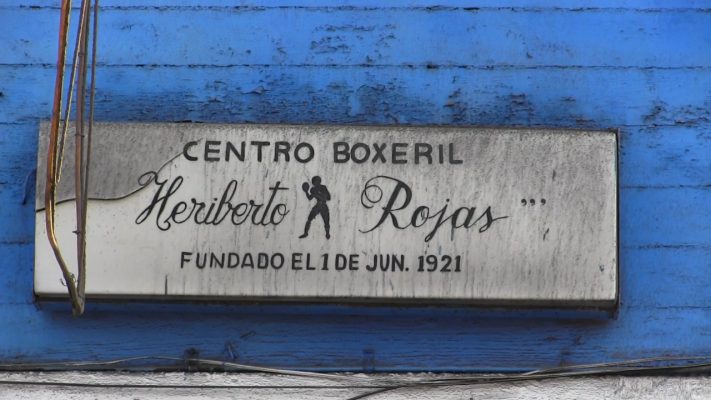 CENTRO BOXERIL
Heriberto Rojas "'
FUNDADO EL 1 DE JUN. 1921